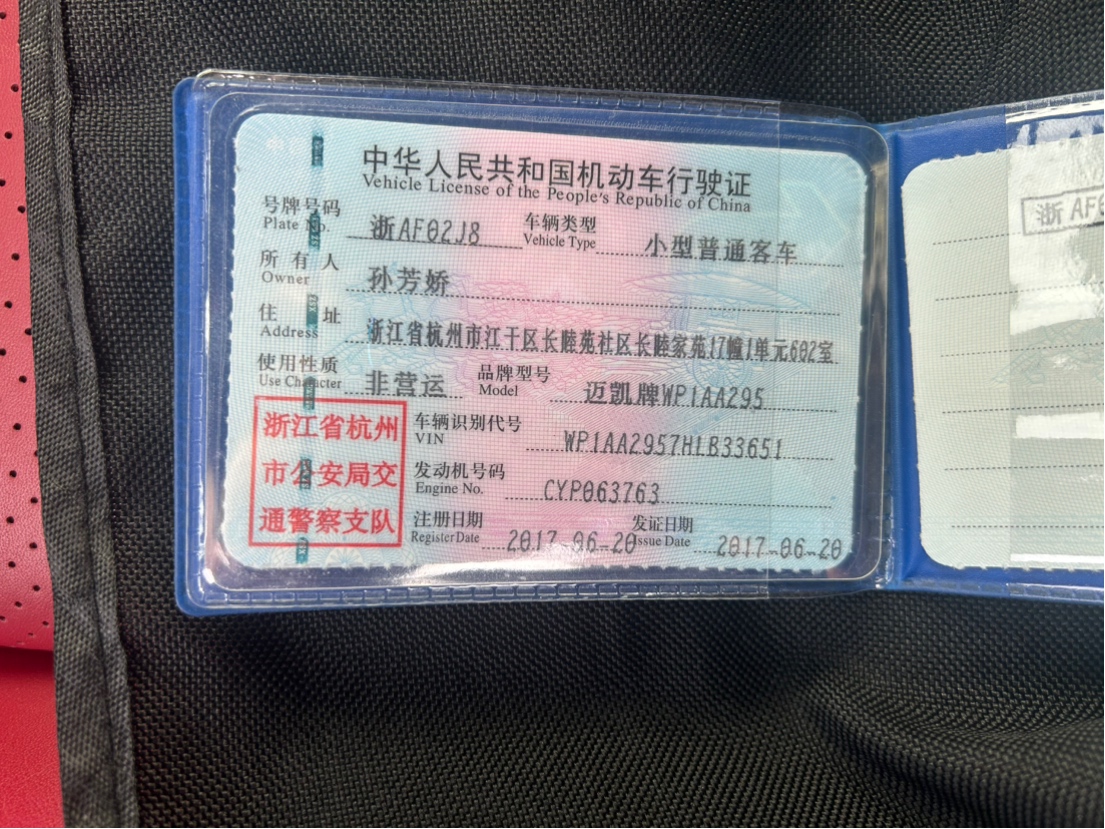 中华人民共和国机动车行驶证
Vehicle License of the People's Republic of China
号牌号码 浙AF02J8 车辆类型 小型普通客车
Plate No. Vehicle Type
所有人 孙芳娇
Owner
住址 浙江省杭州市江干区长睦苑社区长睦家苑17幢1单元602室
Address
使用性质 非营运 品牌型号 迈凯牌WP1AA295
Use Character Model
车辆识别代号 WP1AA2957HLB33651
VIN
发动机号码 CYP063763
Engine No.
注册日期 2017-06-20 发证日期 2017-06-20
Register Date Issue Date
浙江省杭州
市公安局交
通警察支队
浙AF0